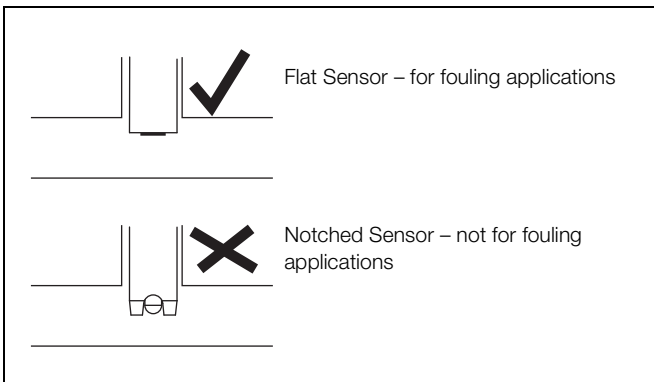 Flat Sensor – for fouling applications
Notched Sensor – not for fouling
applications